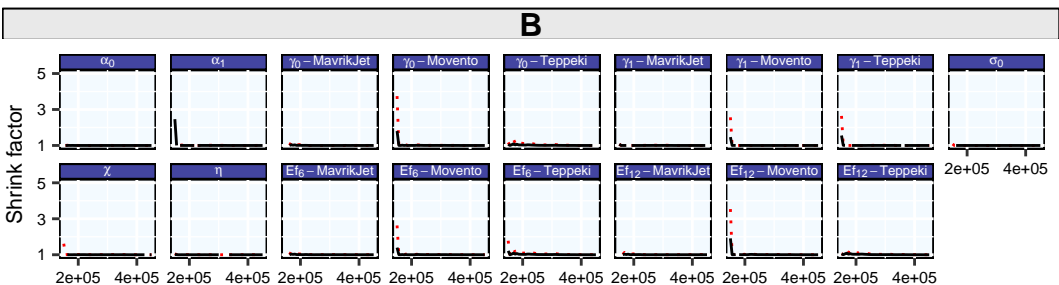 B
α0 α1 γ0 – MavrikJet γ0 – Movento γ0 – Teppeki γ1 – MavrikJet γ1 – Movento γ1 – Teppeki σ0
5
3
1
2e+05 4e+05
χ η Ef6 – MavrikJet Ef6 – Movento Ef6 – Teppeki Ef12 – MavrikJet Ef12 – Movento Ef12 – Teppeki
5
3
1
2e+05 4e+05 2e+05 4e+05 2e+05 4e+05 2e+05 4e+05 2e+05 4e+05 2e+05 4e+05 2e+05 4e+05 2e+05 4e+05
Shrink factor